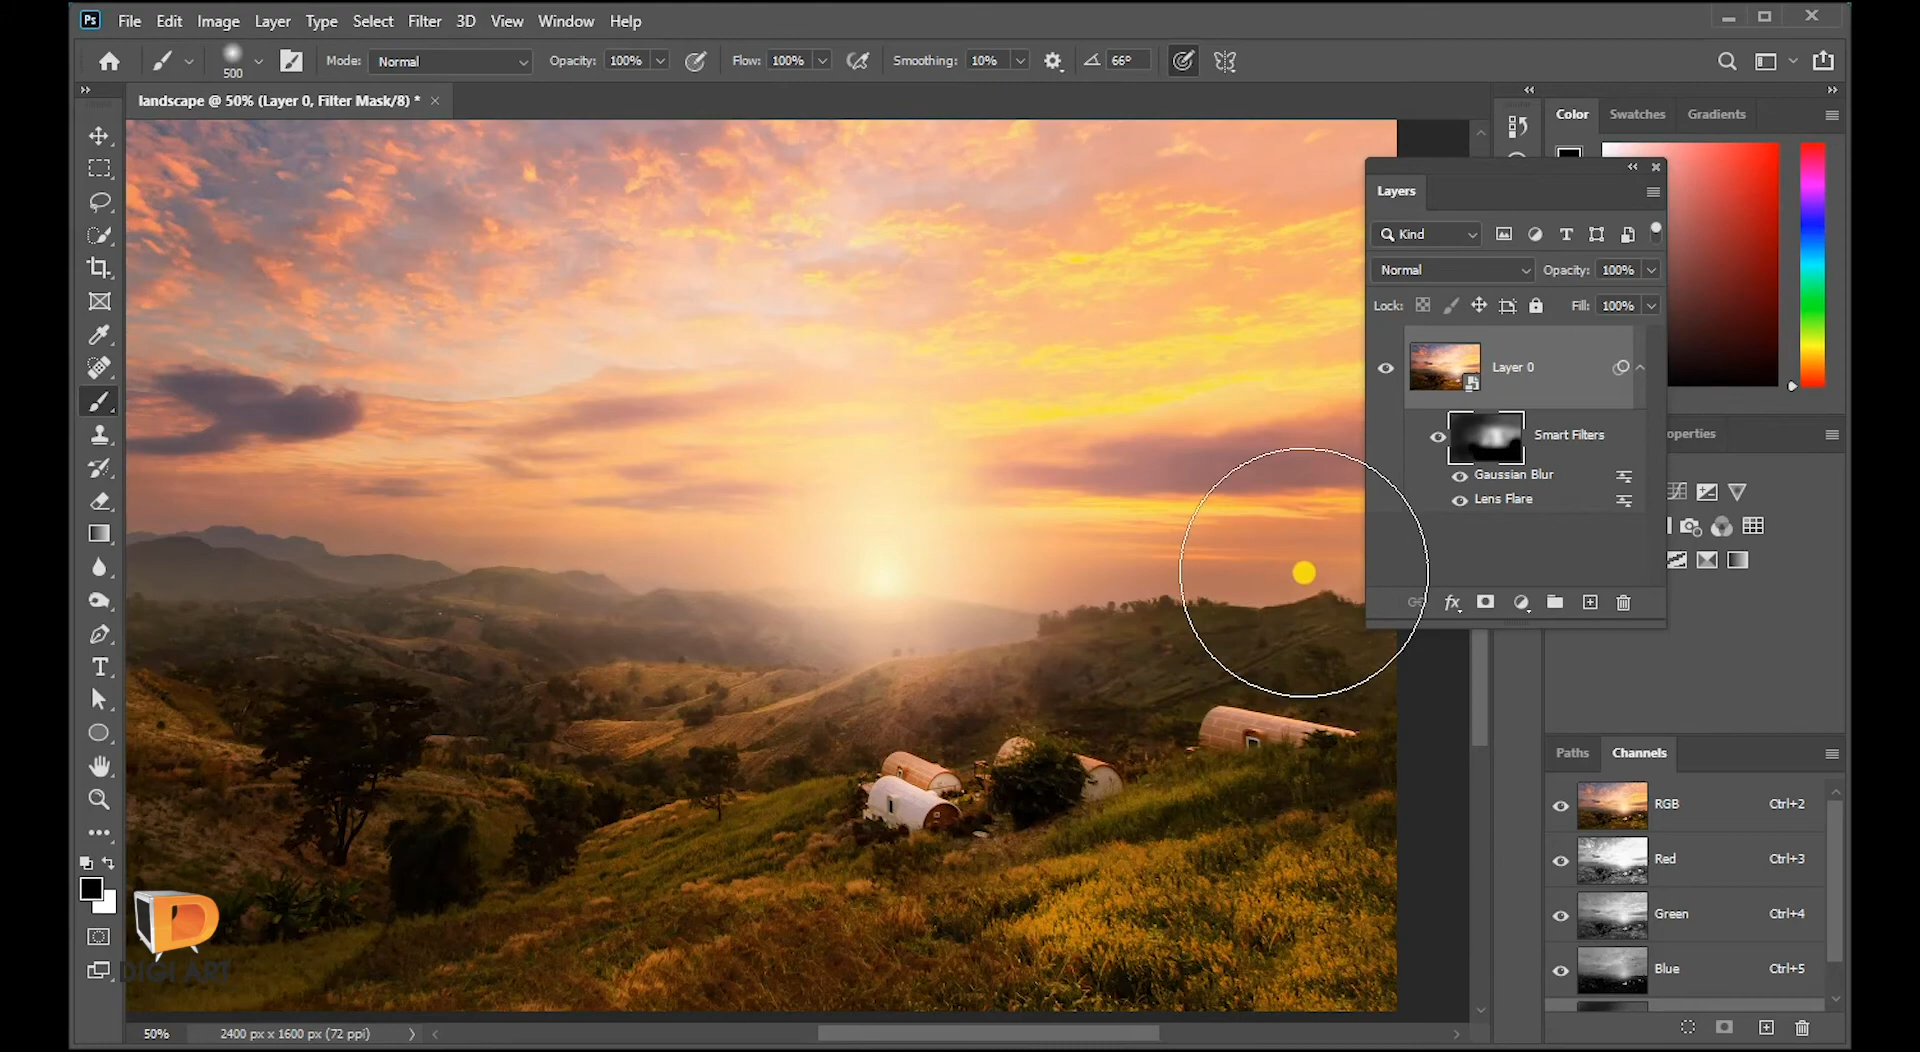 Ps File Edit Image Layer Type Select Filter 3D View Window Help
500 Mode: Normal Opacity: 100% Flow: 100% Smoothing: 10% 66°
landscape @ 50% (Layer 0, Filter Mask/8) *
Color Swatches Gradients
Layers
Kind
Normal Opacity: 100%
Lock: Fill: 100%
Layer 0
Smart Filters
Gaussian Blur
Lens Flare
fx
operties
Paths Channels
RGB Ctrl+2
Red Ctrl+3
Green Ctrl+4
Blue Ctrl+5
DIGI ART
50% 2400 px x 1600 px (72 ppi)